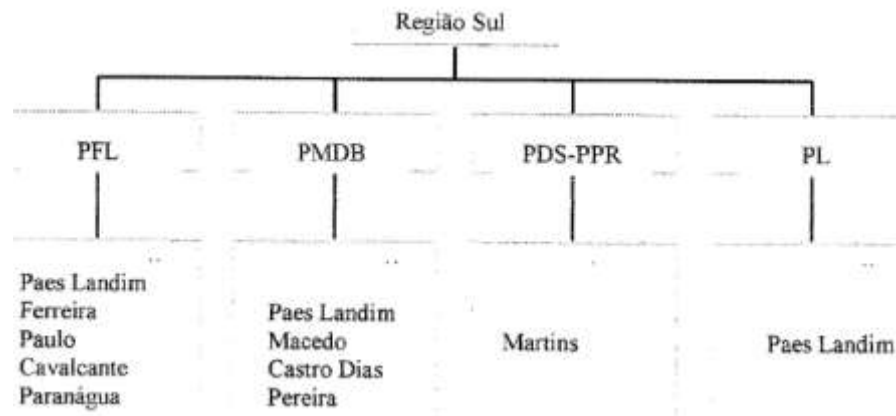 Região Sul
PFL
PMDB
PDS-PPR
PL
Paes Landim
Ferreira
Paulo
Cavalcante
Paranágua
Paes Landim
Macedo
Castro Dias
Pereira
Martins
Paes Landim